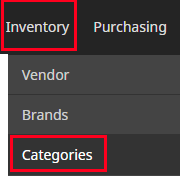 Inventory Purchasing
Vendor
Brands
Categories